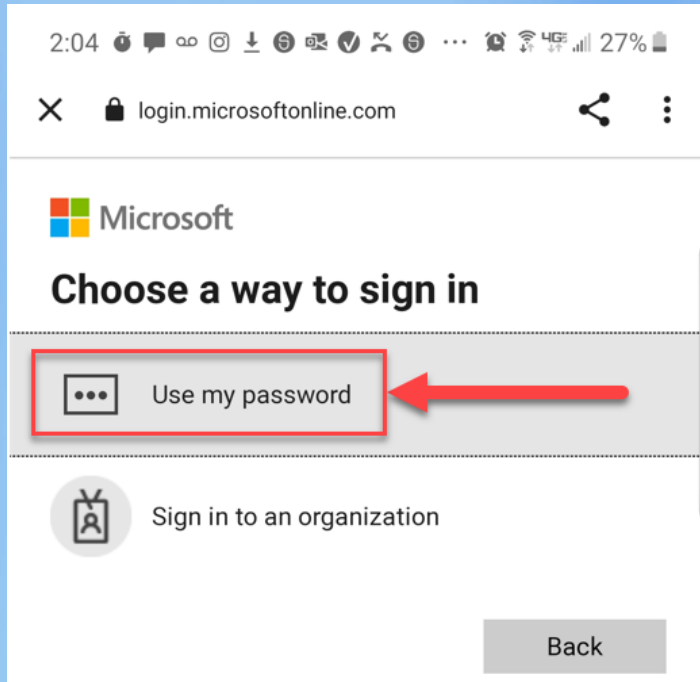 2:04 4GE 27%
login.microsoftonline.com
Microsoft
Choose a way to sign in
Use my password
Sign in to an organization
Back